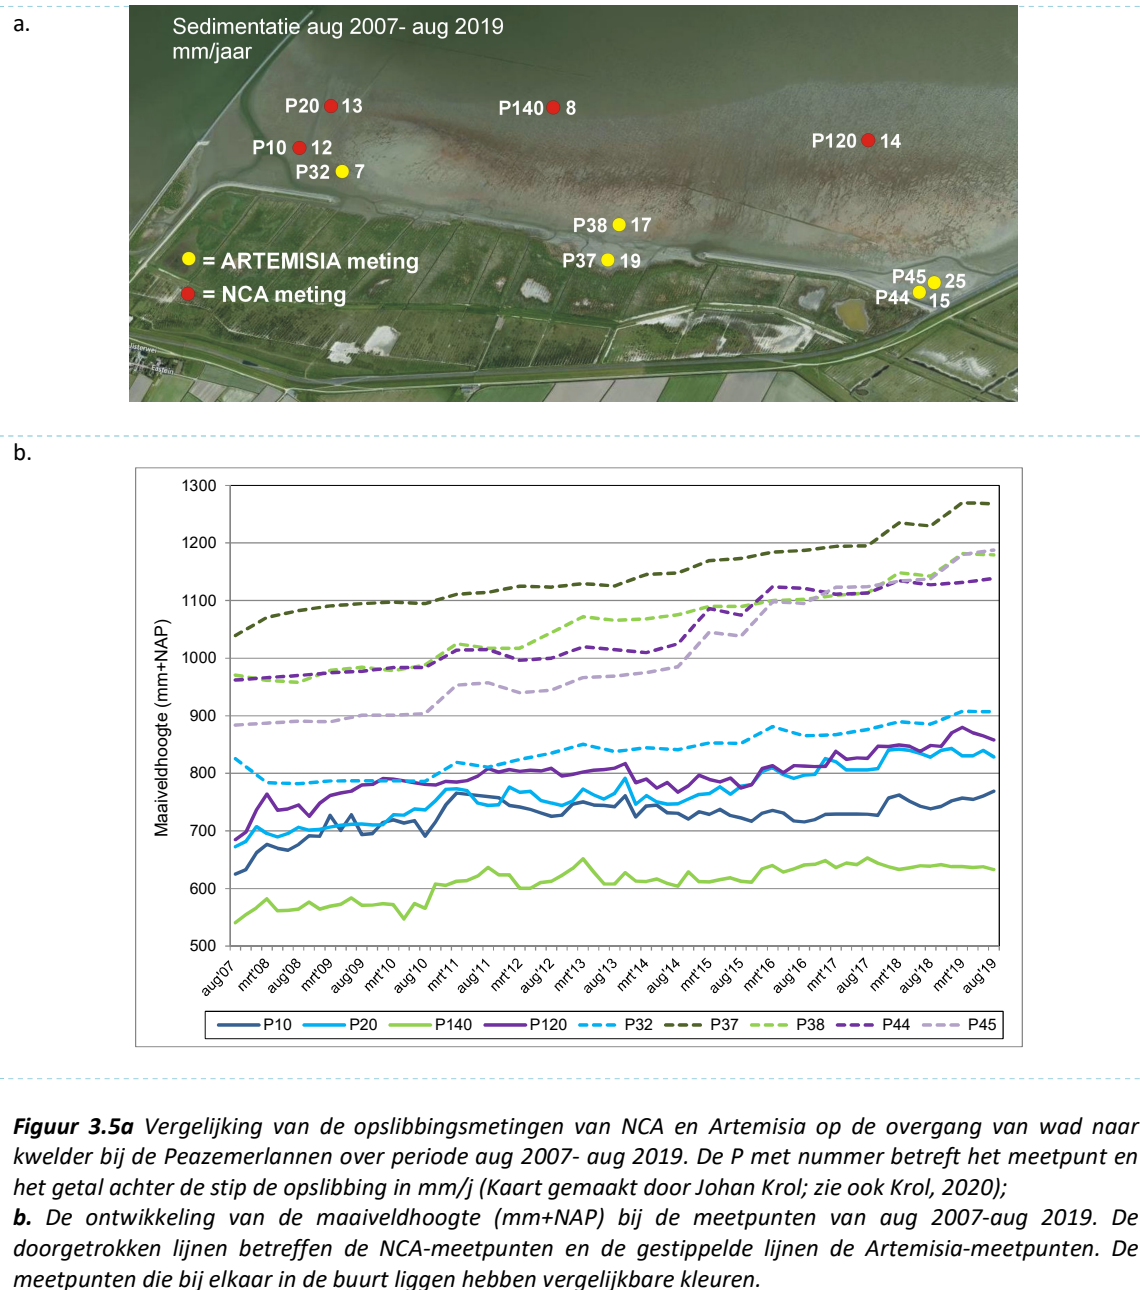 a.
Sedimentatie aug 2007- aug 2019
mm/jaar
P20 13
P140 8
P120 14
P10 12
P32 7
P38 17
P37 19
P45 25
P44 15
= ARTEMISIA meting
= NCA meting
Eastein
b.
Maaiveldhoogte (mm+NAP)
1300
1200
1100
1000
900
800
700
600
500
aug'07 mrt'08 aug'08 mrt'09 aug'09 mrt'10 aug'10 mrt'11 aug'11 mrt'12 aug'12 mrt'13 aug'13 mrt'14 aug'14 mrt'15 aug'15 mrt'16 aug'16 mrt'17 aug'17 mrt'18 aug'18 mrt'19 aug'19
P10 P20 P140 P120 P32 P37 P38 P44 P45
Figuur 3.5a Vergelijking van de opslibbingsmetingen van NCA en Artemisia op de overgang van wad naar
kwelder bij de Peazemerlannen over periode aug 2007- aug 2019. De P met nummer betreft het meetpunt en
het getal achter de stip de opslibbing in mm/j (Kaart gemaakt door Johan Krol; zie ook Krol, 2020);
b. De ontwikkeling van de maaiveldhoogte (mm+NAP) bij de meetpunten van aug 2007-aug 2019. De
doorgetrokken lijnen betreffen de NCA-meetpunten en de gestippelde lijnen de Artemisia-meetpunten. De
meetpunten die bij elkaar in de buurt liggen hebben vergelijkbare kleuren.